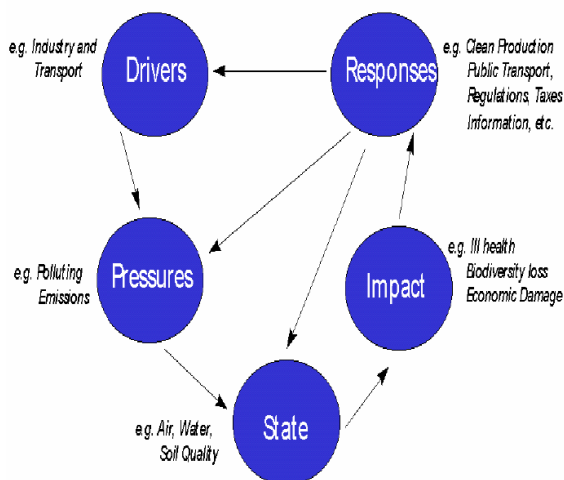 e.g. Industry and
Transport
Drivers
Responses
e.g. Clean Production
Public Transport,
Regulations, Taxes
Information, etc.
e.g. Polluting
Emissions
Pressures
Impact
e.g. Ill health
Biodiversity loss
Economic Damage
e.g. Air, Water,
Soil Quality
State